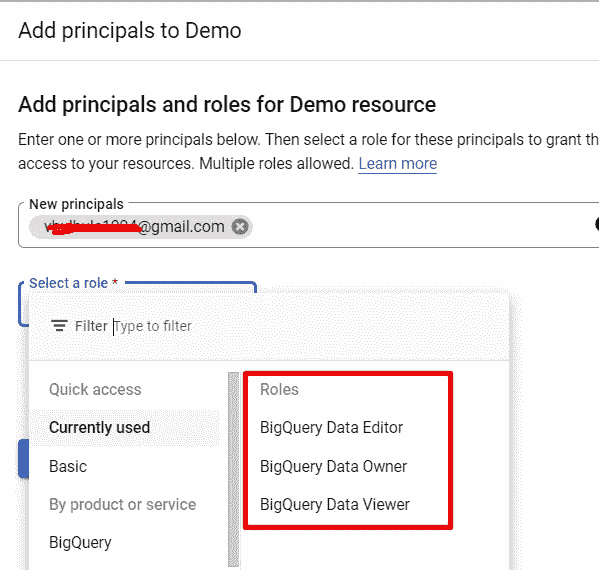 Add principals to Demo
Add principals and roles for Demo resource
Enter one or more principals below. Then select a role for these principals to grant th
access to your resources. Multiple roles allowed. Learn more
New principals
@gmail.com
Select a role *
Filter Type to filter
Quick access
Roles
Currently used
BigQuery Data Editor
Basic
BigQuery Data Owner
By product or service
BigQuery Data Viewer
BigQuery